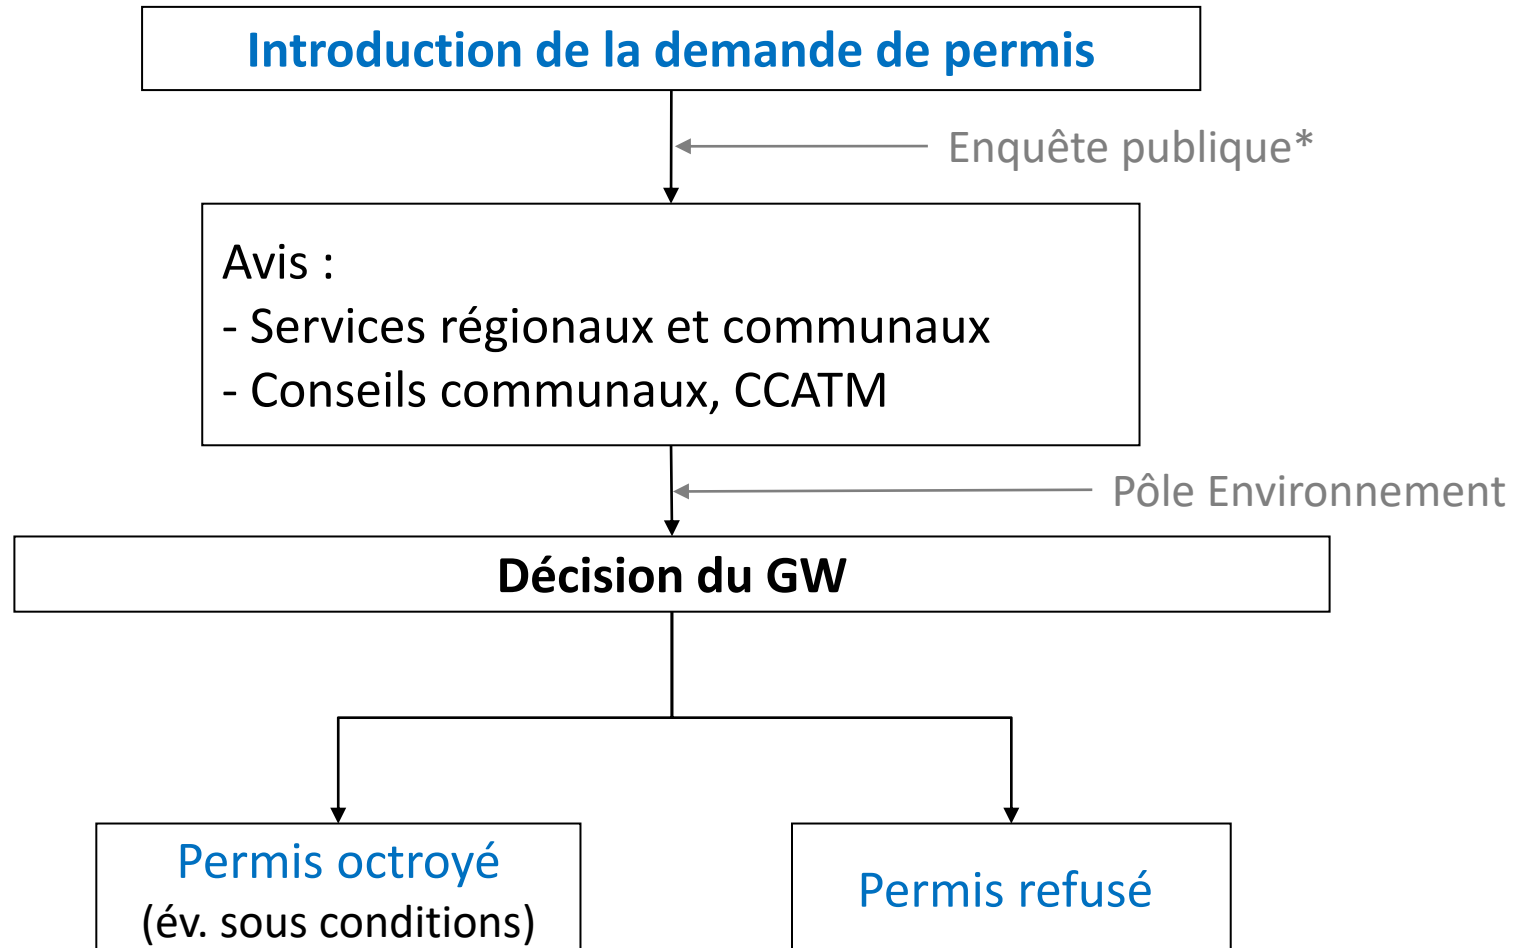 Introduction de la demande de permis
Enquête publique*
Avis :
- Services régionaux et communaux
- Conseils communaux, CCATM
Pôle Environnement
Décision du GW
Permis octroyé
(év. sous conditions)
Permis refusé